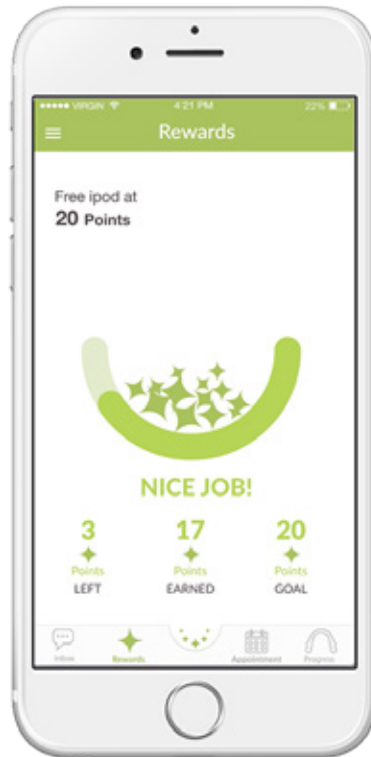 VIRGIN 4:21 PM 22%
Rewards
Free ipod at
20 Points
NICE JOB!
3 17 20
Points Points Points
LEFT EARNED GOAL
Inbox Rewards Appointment Progress